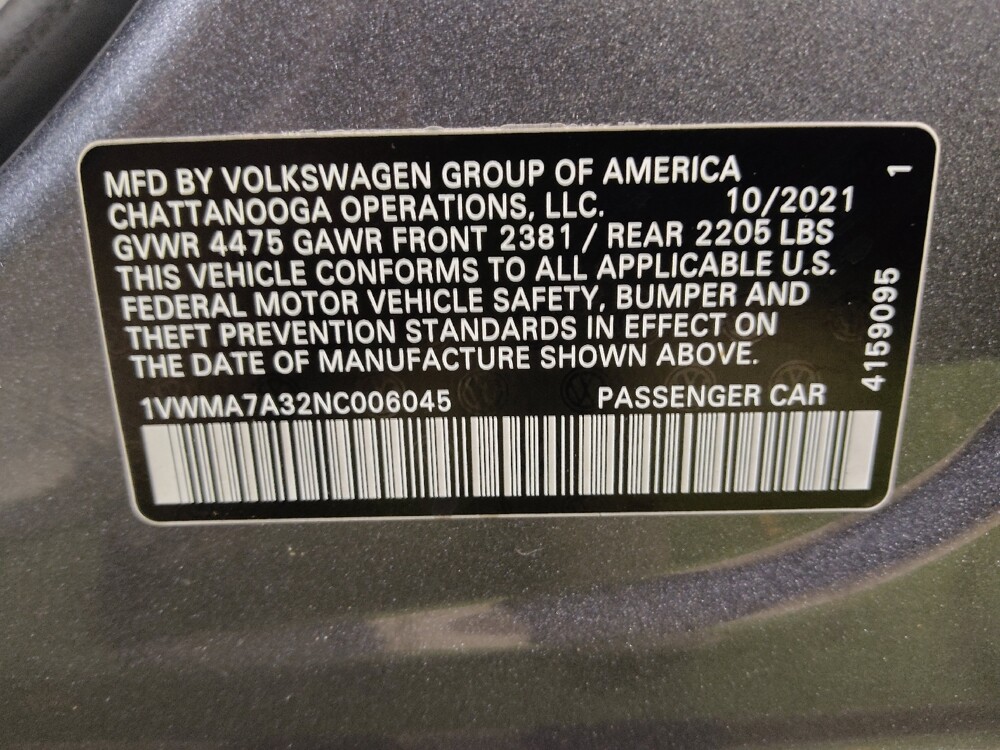 MFD BY VOLKSWAGEN GROUP OF AMERICA
CHATTANOOGA OPERATIONS, LLC. 10/2021
GVWR 4475 GAWR FRONT 2381 / REAR 2205 LBS
THIS VEHICLE CONFORMS TO ALL APPLICABLE U.S.
FEDERAL MOTOR VEHICLE SAFETY, BUMPER AND
THEFT PREVENTION STANDARDS IN EFFECT ON
THE DATE OF MANUFACTURE SHOWN ABOVE.
1VWMA7A32NC006045 PASSENGER CAR
4159095 1